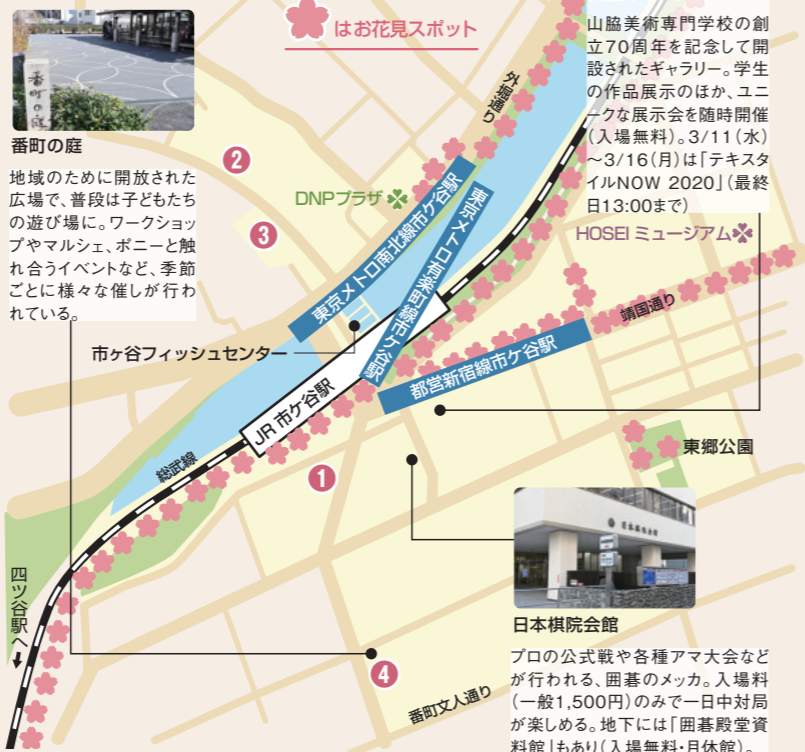 はお花見スポット
山脇美術専門学校の創
立70周年を記念して開
設されたギャラリー。学生
の作品展示のほか、ユニ
ークな展示会を随時開催
(入場無料)。3/11(水)
〜3/16(月)は「テキスタ
イルNOW 2020」(最終
日13:00まで)
番町の庭
番町の庭
地域のために開放された
広場で、普段は子どもたち
の遊び場に。ワークショッ
プやマルシェ、ポニーと触
れ合うイベントなど、季節
ごとに様々な催しが行わ
れている。
外堀通り
2
3
DNPプラザ
東京メトロ南北線市ケ谷駅
東京メトロ有楽町線市ケ谷駅
HOSEI ミュージアム
靖国通り
市ヶ谷フィッシュセンター
都営新宿線市ケ谷駅
JR 市ケ谷駅
総武線
1
東郷公園
四ツ谷駅へ
日本棋院会館
日本棋院会館
4
番町文人通り
プロの公式戦や各種アマ大会など
が行われる、囲碁のメッカ。入場料
(一般1,500円)のみで一日中対局
が楽しめる。地下には「囲碁殿堂資
料館」もあり(入場無料・月休館)。